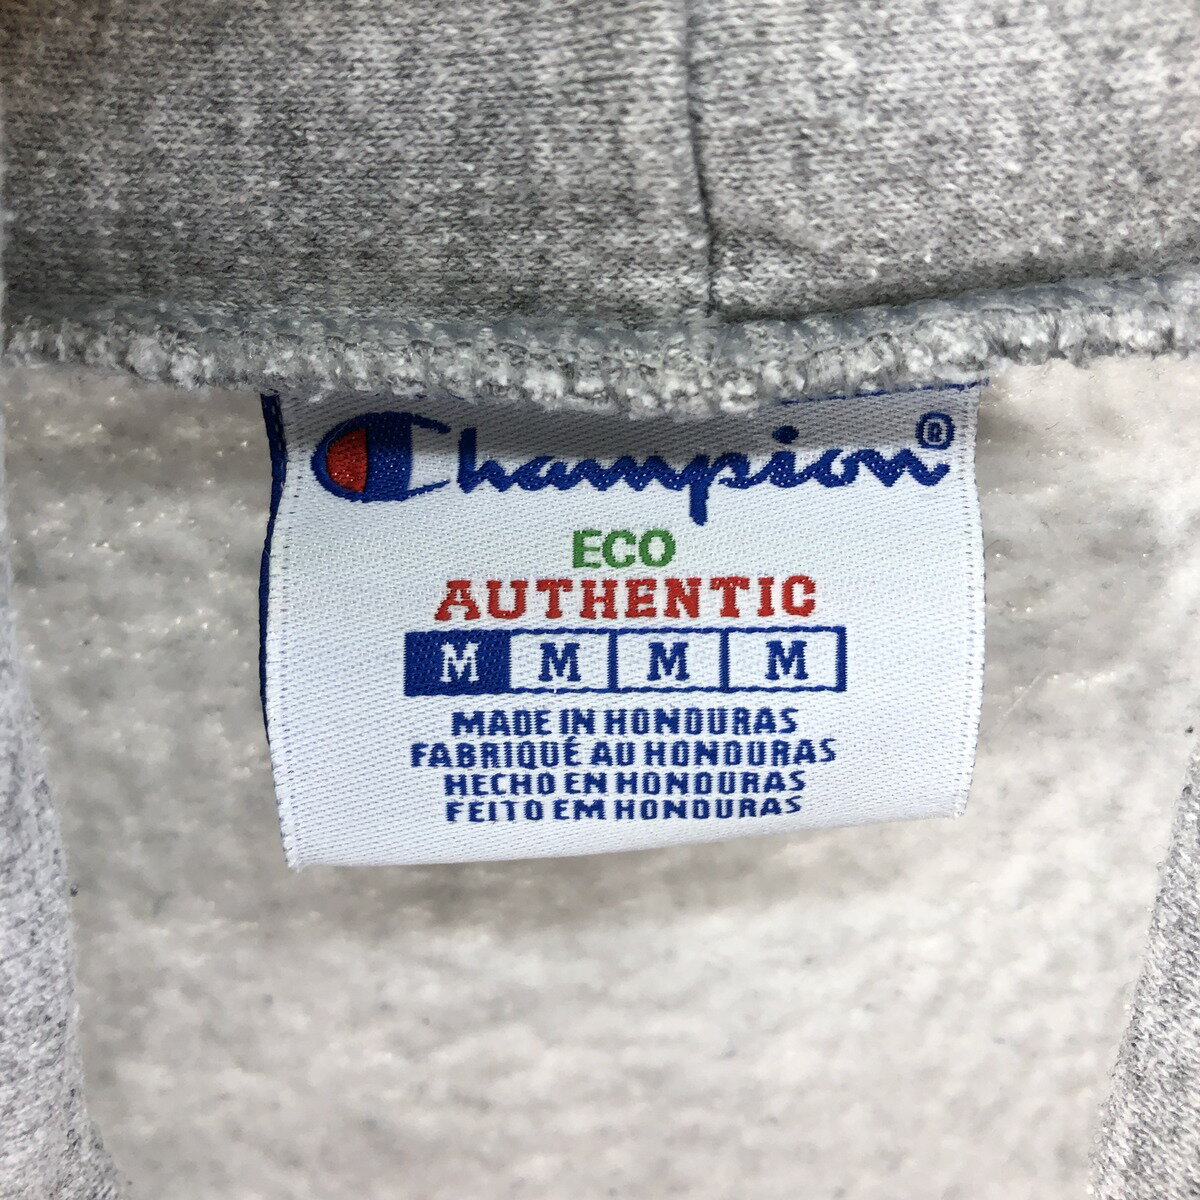 Champion®
ECO
AUTHENTIC
M M M M
MADE IN HONDURAS
FABRIQUÉ AU HONDURAS
HECHO EN HONDURAS
FEITO EM HONDURAS